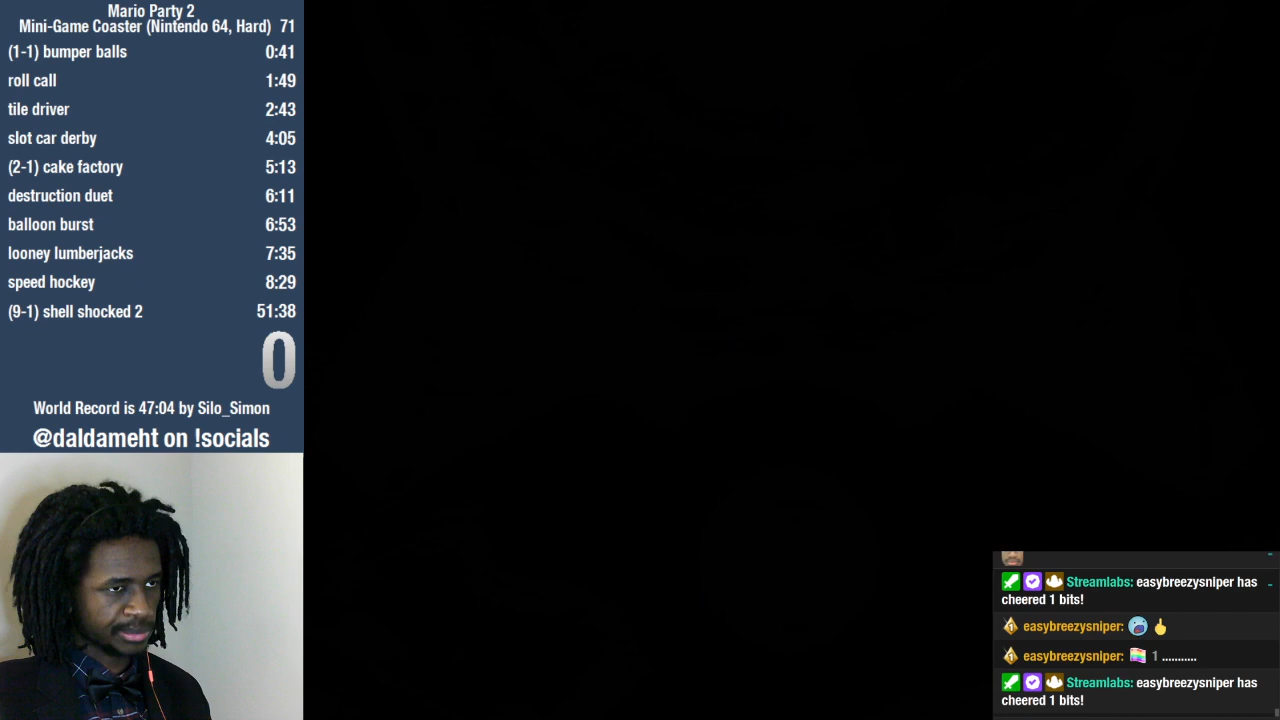 Mario Party 2
Mini-Game Coaster (Nintendo 64, Hard) 71
(1-1) bumper balls 0:41
roll call 1:49
tile driver 2:43
slot car derby 4:05
(2-1) cake factory 5:13
destruction duet 6:11
balloon burst 6:53
looney lumberjacks 7:35
speed hockey 8:29
(9-1) shell shocked 2 51:38
0
World Record is 47:04 by Silo_Simon
@daldameht on !socials
Streamlabs: easybreezysniper has
cheered 1 bits!
easybreezysniper:
easybreezysniper: 1 ...........
Streamlabs: easybreezysniper has
cheered 1 bits!